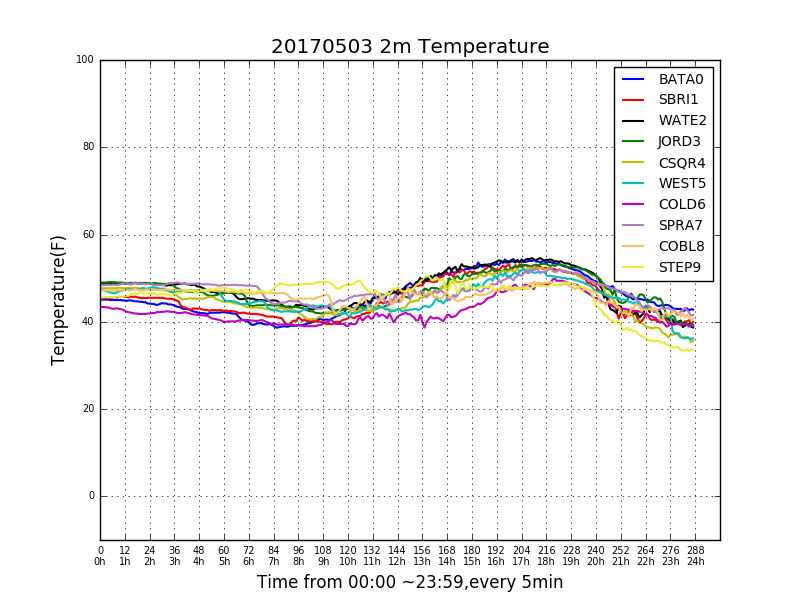 20170503 2m Temperature
100
80
60
40
20
0
Temperature(F)
BATA0
SBRI1
WATE2
JORD3
CSQR4
WEST5
COLD6
SPRA7
COBL8
STEP9
0 12 24 36 48 60 72 84 96 108 120 132 144 156 168 180 192 204 216 228 240 252 264 276 288
0h 1h 2h 3h 4h 5h 6h 7h 8h 9h 10h 11h 12h 13h 14h 15h 16h 17h 18h 19h 20h 21h 22h 23h 24h
Time from 00:00 ~23:59,every 5min